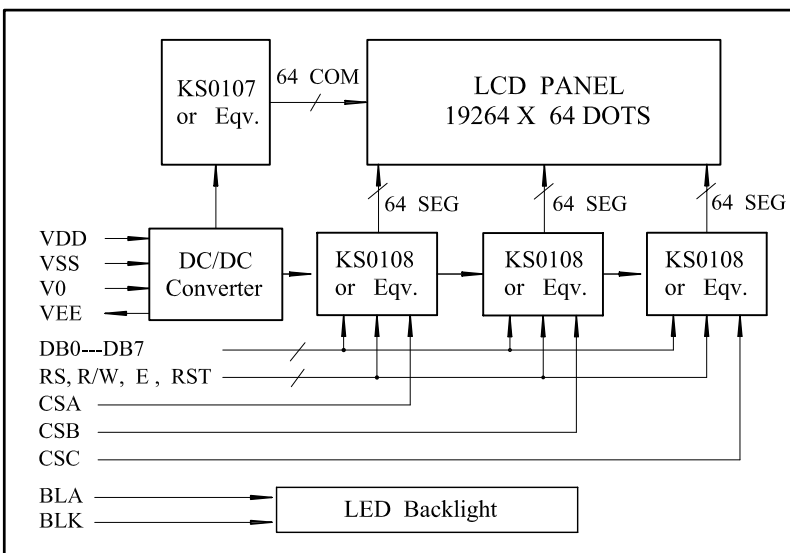 KS0107
or Eqv.
64 COM
LCD PANEL
19264 X 64 DOTS
64 SEG
64 SEG
64 SEG
VDD
VSS
V0
VEE
DC/DC
Converter
KS0108
or Eqv.
KS0108
or Eqv.
KS0108
or Eqv.
DB0---DB7
RS, R/W, E , RST
CSA
CSB
CSC
BLA
BLK
LED Backlight